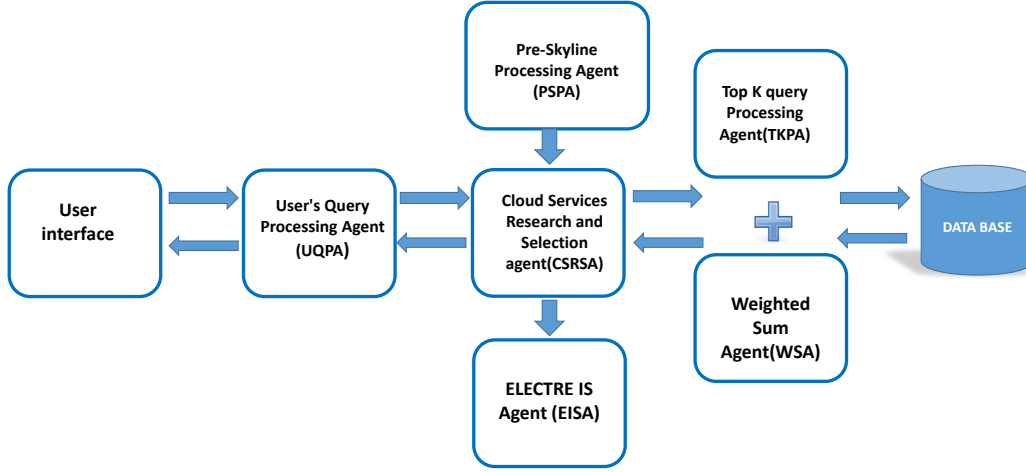 Pre-Skyline
Processing Agent
(PSPA)
Top K query
Processing
Agent(TKPA)
User
interface
User's Query
Processing Agent
(UQPA)
Cloud Services
Research and
Selection
agent(CSRSA)
DATA BASE
Weighted
Sum
Agent(WSA)
ELECTRE IS
Agent (EISA)